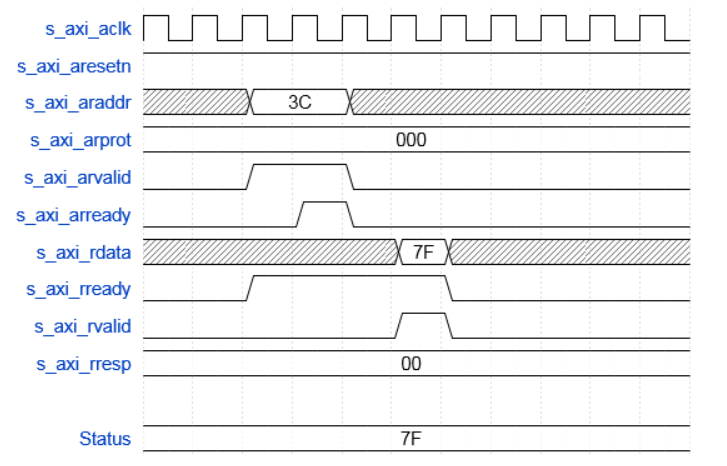 s_axi_aclk
s_axi_aresetn
s_axi_araddr 3C
s_axi_arprot 000
s_axi_arvalid
s_axi_arready
s_axi_rdata 7F
s_axi_rready
s_axi_rvalid
s_axi_rresp 00
Status 7F